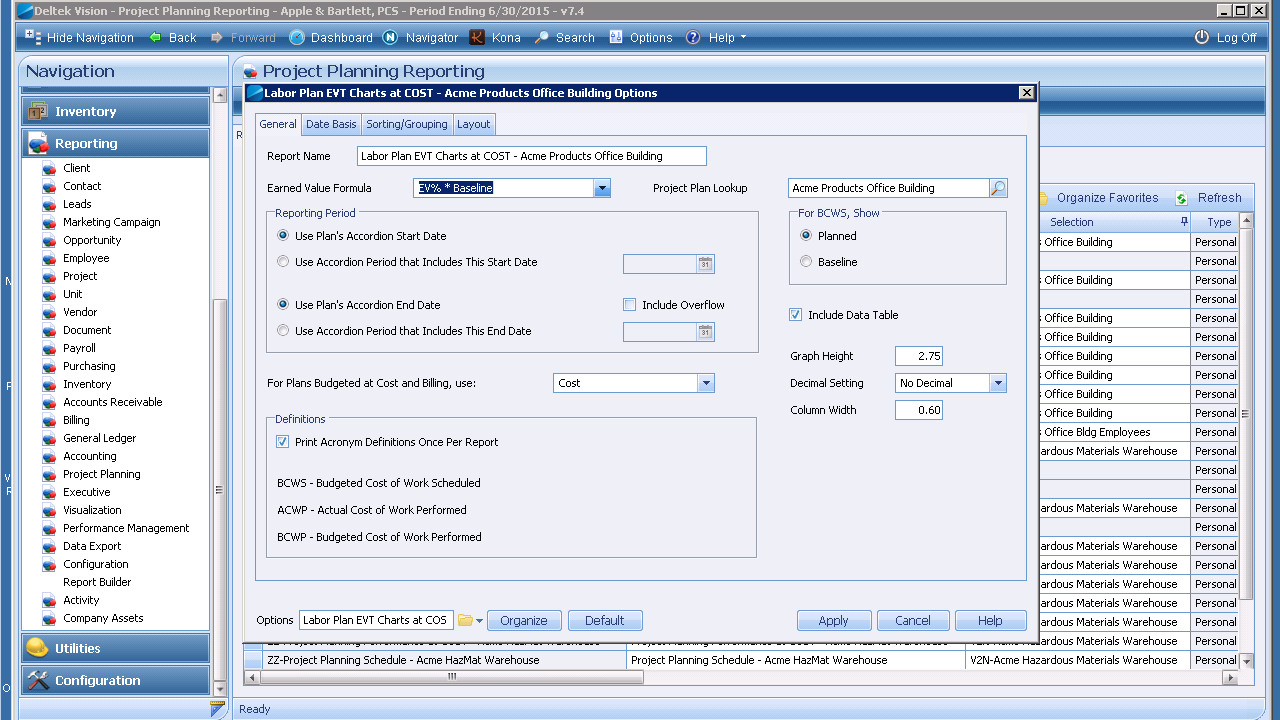 Deltek Vision - Project Planning Reporting - Apple & Bartlett, PCS - Period Ending 6/30/2015 - v7.4
Hide Navigation Back Forward Dashboard Navigator Kona Search Options Help Log Off
Navigation
Inventory
Reporting
Client
Contact
Leads
Marketing Campaign
Opportunity
Employee
Project
Unit
Vendor
Document
Payroll
Purchasing
Inventory
Accounts Receivable
Billing
General Ledger
Accounting
Project Planning
Executive
Visualization
Performance Management
Data Export
Configuration
Report Builder
Activity
Company Assets
Utilities
Configuration
Project Planning Reporting
Labor Plan EVT Charts at COST - Acme Products Office Building Options
General Date Basis Sorting/Grouping Layout
Report Name Labor Plan EVT Charts at COST - Acme Products Office Building
Earned Value Formula EV% * Baseline Project Plan Lookup Acme Products Office Building
Reporting Period
Use Plan's Accordion Start Date
Use Accordion Period that Includes This Start Date
31
Use Plan's Accordion End Date Include Overflow
Use Accordion Period that Includes This End Date
31
For BCWS, Show
Planned
Baseline
Include Data Table
Graph Height 2.75
For Plans Budgeted at Cost and Billing, use: Cost
Decimal Setting No Decimal
Column Width 0.60
Definitions
Print Acronym Definitions Once Per Report
BCWS - Budgeted Cost of Work Scheduled
ACWP - Actual Cost of Work Performed
BCWP - Budgeted Cost of Work Performed
Options Labor Plan EVT Charts at COS Organize Default Apply Cancel Help
Organize Favorites Refresh
Selection Type
s Office Building Personal
Personal
s Office Building Personal
Personal
s Office Building Personal
s Office Building Personal
s Office Building Personal
s Office Building Personal
s Office Building Personal
s Office Building Personal
s Office Bldg Employees Personal
ardous Materials Warehouse Personal
Personal
Personal
ardous Materials Warehouse Personal
Personal
ardous Materials Warehouse Personal
ardous Materials Warehouse Personal
ardous Materials Warehouse Personal
ardous Materials Warehouse Personal
ardous Materials Warehouse Personal
ardous Materials Warehouse Personal
ZZ-Project Planning Schedule - Acme HazMat Warehouse Project Planning Schedule - Acme HazMat Warehouse V2N-Acme Hazardous Materials Warehouse Personal
Ready